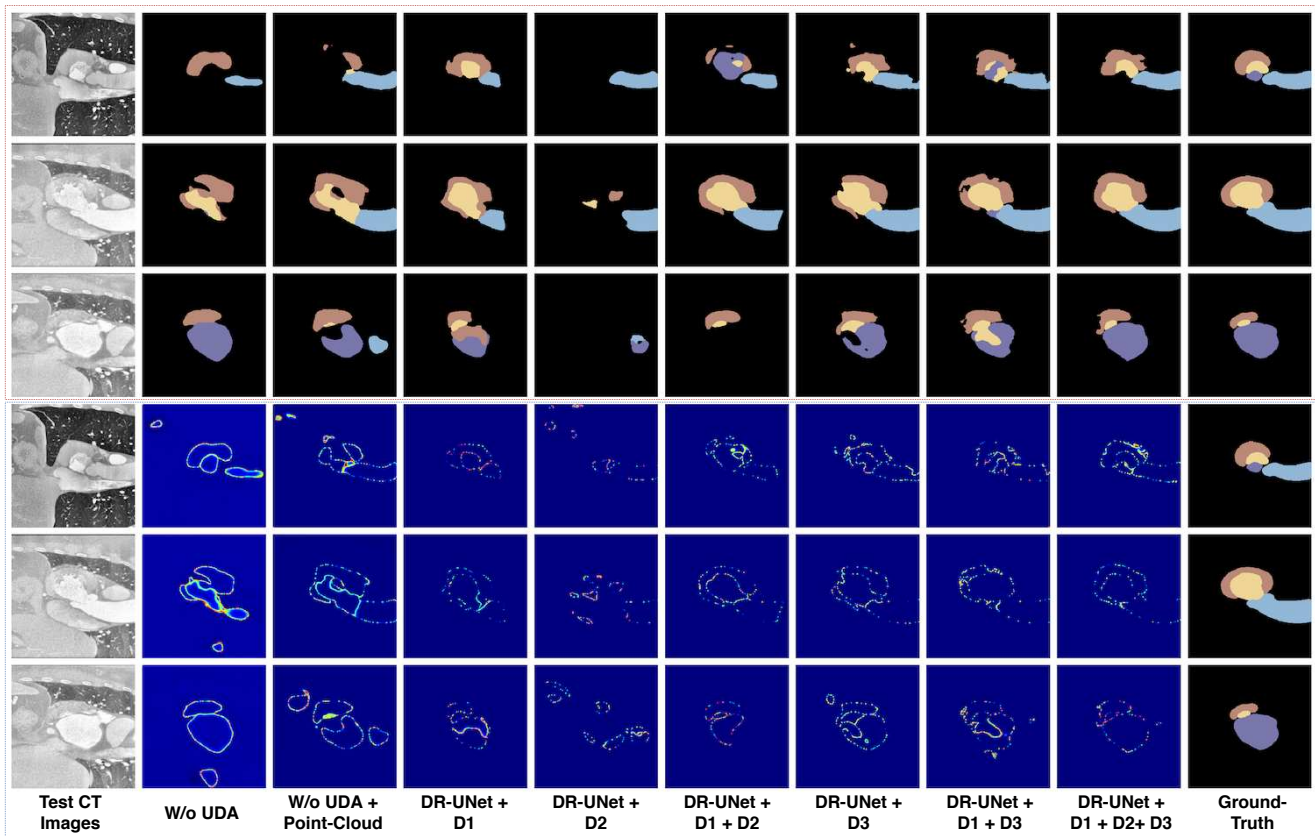 Test CT
Images
W/o UDA
W/o UDA +
Point-Cloud
DR-UNet +
D1
DR-UNet +
D2
DR-UNet +
D1 + D2
DR-UNet +
D3
DR-UNet +
D1 + D3
DR-UNet +
D1 + D2+ D3
Ground-
Truth